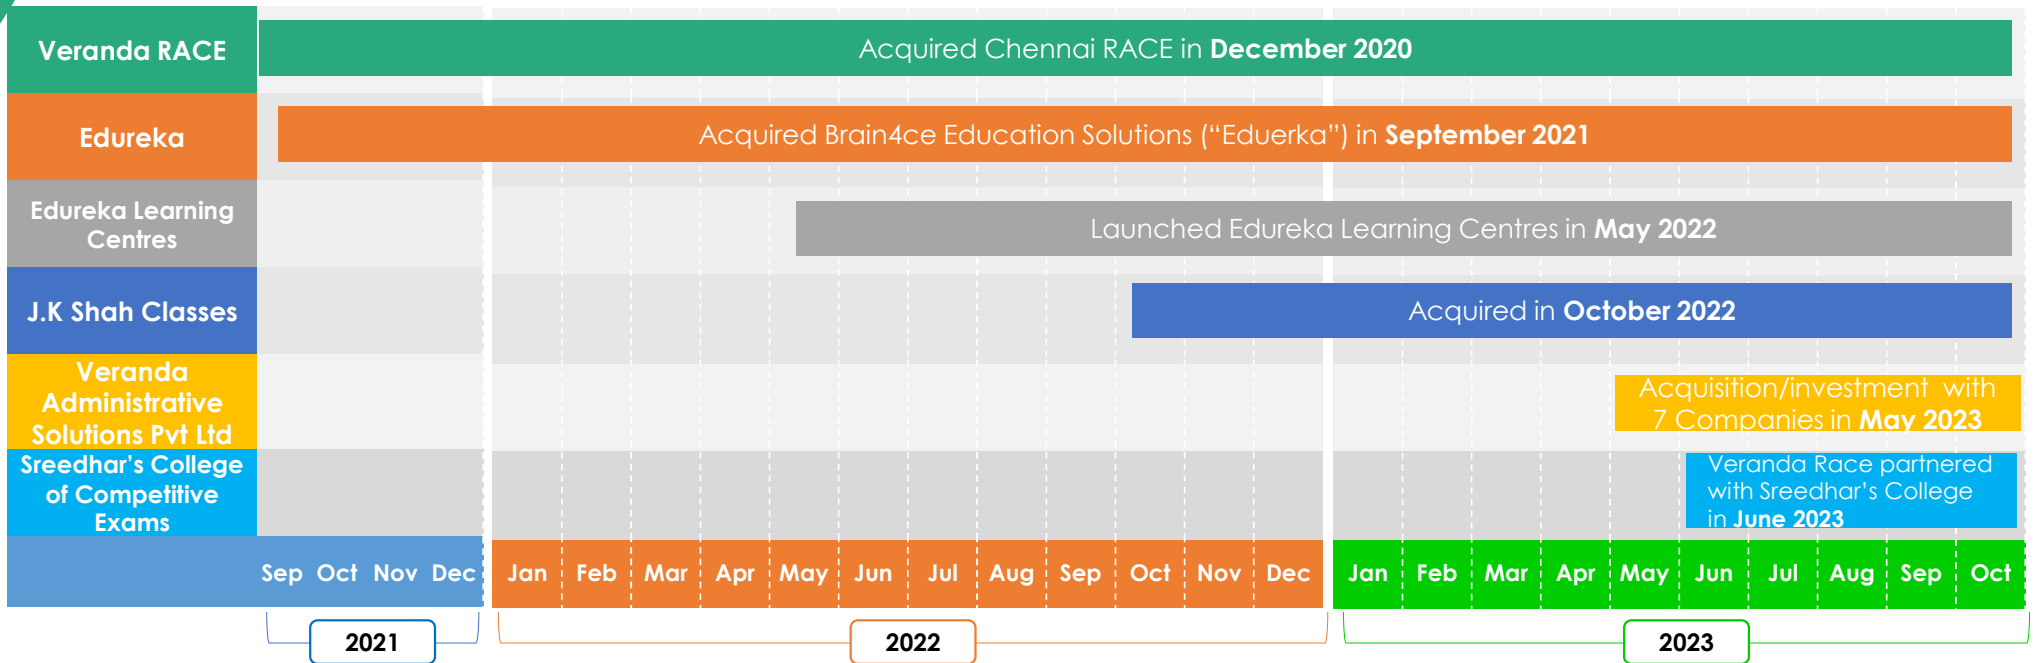 Veranda RACE
Acquired Chennai RACE in December 2020
Edureka
Acquired Brain4ce Education Solutions (“Eduerka”) in September 2021
Edureka Learning
Centres
Launched Edureka Learning Centres in May 2022
J.K Shah Classes
Acquired in October 2022
Veranda
Administrative
Solutions Pvt Ltd
Acquisition/investment with
7 Companies in May 2023
Sreedhar’s College
of Competitive
Exams
Veranda Race partnered
with Sreedhar’s College
in June 2023
Sep Oct Nov Dec Jan Feb Mar Apr May Jun Jul Aug Sep Oct Nov Dec Jan Feb Mar Apr May Jun Jul Aug Sep Oct
2021 2022 2023